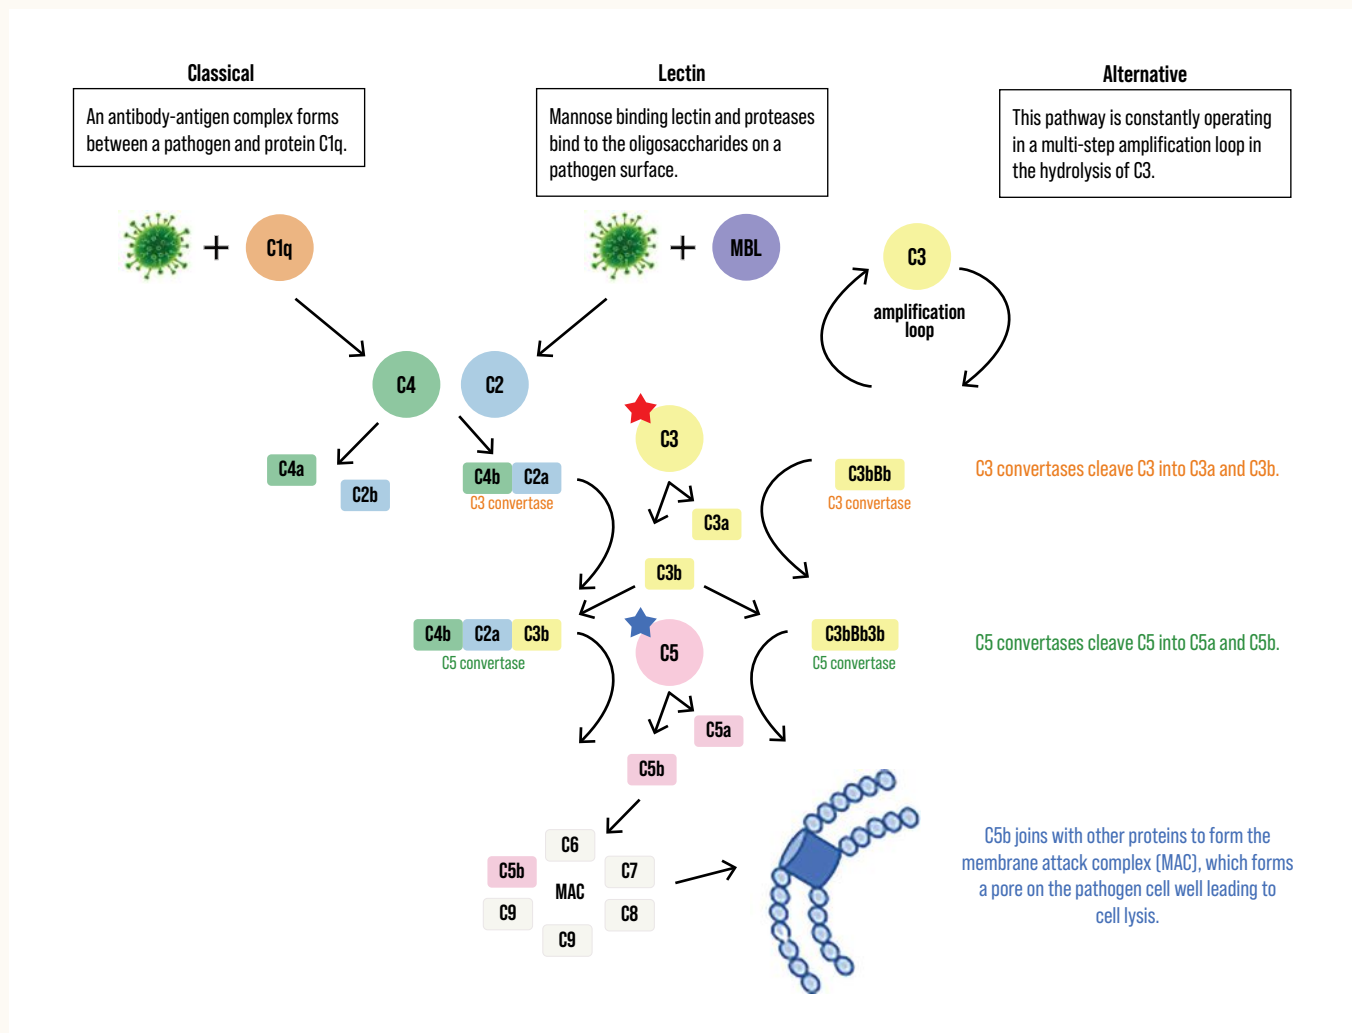 Classical
An antibody-antigen complex forms
between a pathogen and protein C1q.
Lectin
Mannose binding lectin and proteases
bind to the oligosaccharides on a
pathogen surface.
Alternative
This pathway is constantly operating
in a multi-step amplification loop in
the hydrolysis of C3.
+
C1q
+
MBL
C3
amplification
loop
C4
C2
C4a
C2b
C4b
C2a
C3 convertase
C3
C3a
C3bBb
C3 convertase
C3 convertases cleave C3 into C3a and C3b.
C3b
C4b
C2a
C3b
C5 convertase
C5
C3bBb3b
C5 convertase
C5 convertases cleave C5 into C5a and C5b.
C5a
C5b
C6
C5b
C7
MAC
C9
C8
C9
C5b joins with other proteins to form the
membrane attack complex (MAC), which forms
a pore on the pathogen cell well leading to
cell lysis.